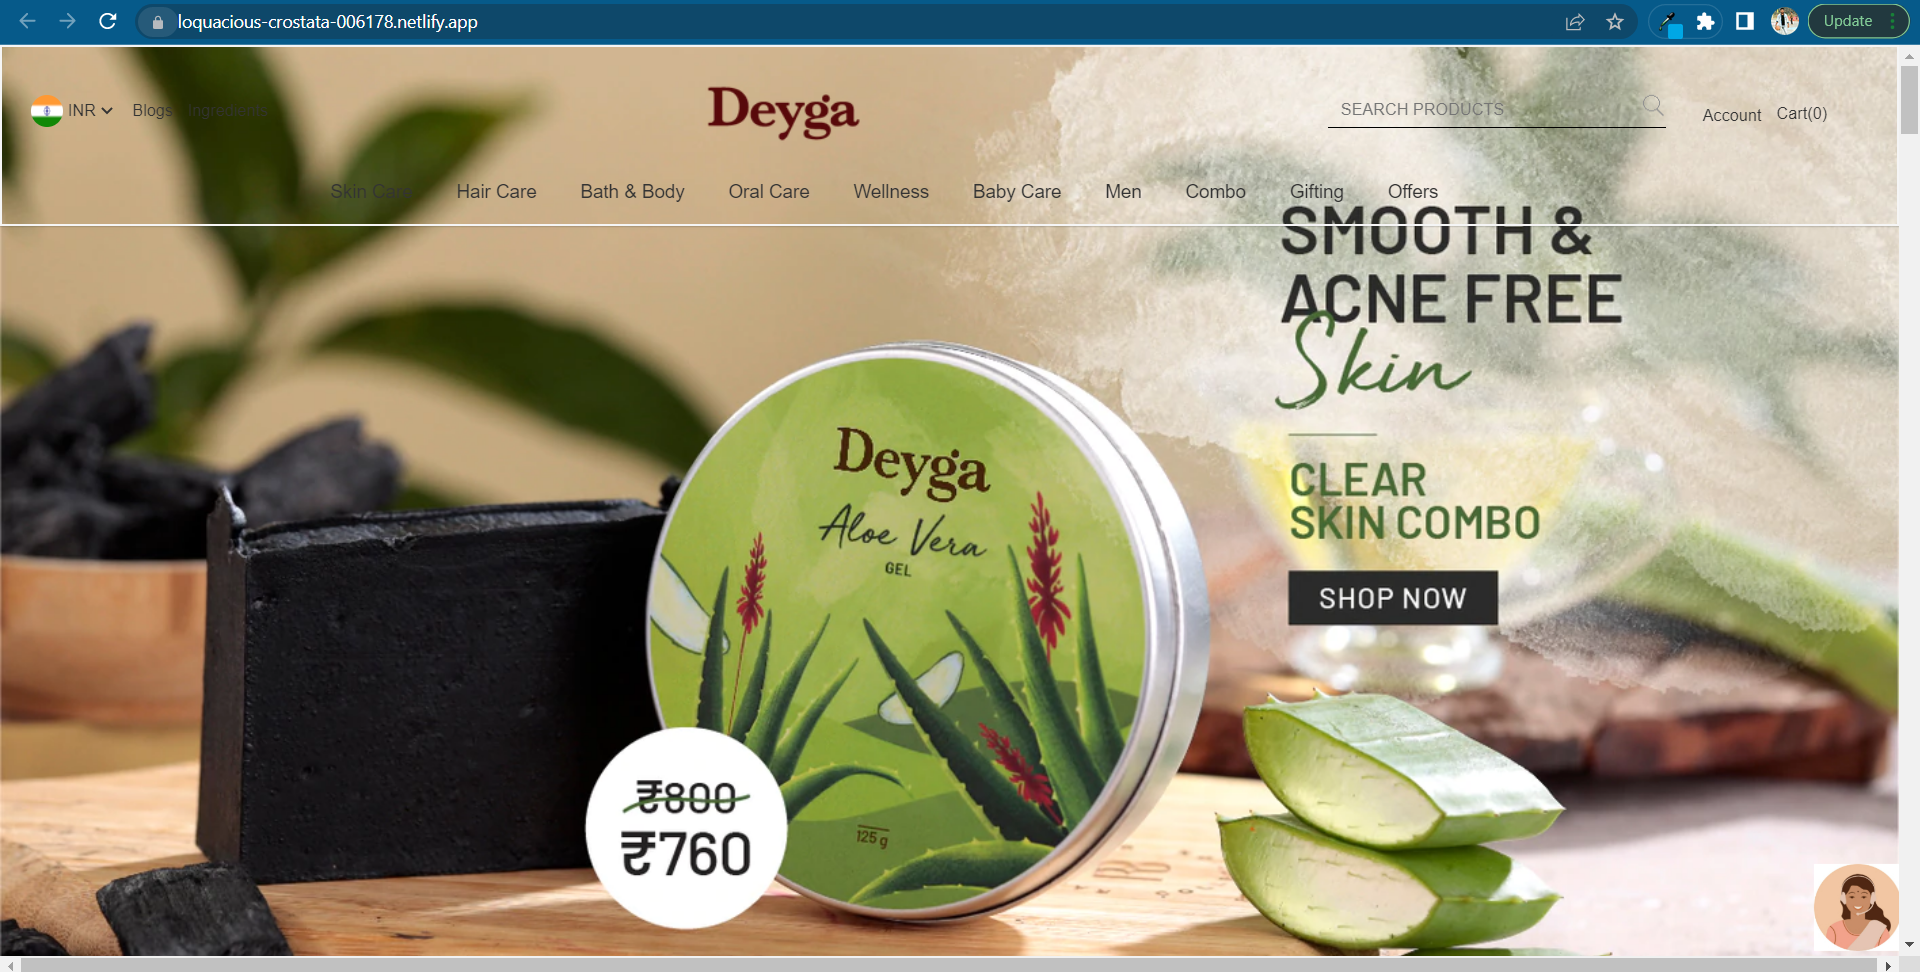 loquacious-crostata-006178.netlify.app
Update
INR
Blogs
Ingredients
Deyga
SEARCH PRODUCTS
Account
Cart(0)
Skin Care
Hair Care
Bath & Body
Oral Care
Wellness
Baby Care
Men
Combo
Gifting
Offers
SMOOTH &
ACNE FREE
Skin
CLEAR
SKIN COMBO
SHOP NOW
Deyga
Aloe Vera
GEL
125 g
₹800
₹760